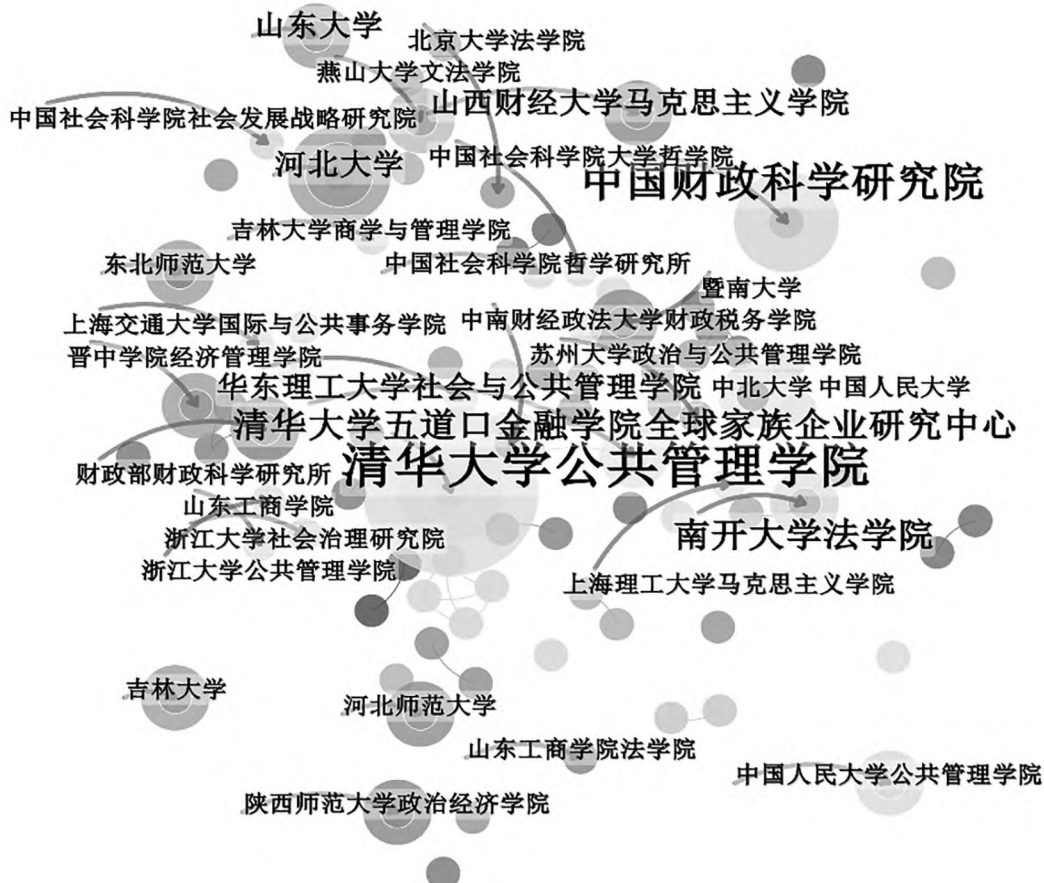 山东大学
北京大学法学院
燕山大学文法学院
山西财经大学马克思主义学院
中国社会科学院社会发展战略研究院
河北大学
中国社会科学院大学哲学院
中国财政科学研究院
吉林大学商学与管理学院
东北师范大学
中国社会科学院哲学研究所
暨南大学
上海交通大学国际与公共事务学院
中南财经政法大学财政税务学院
晋中学院经济管理学院
苏州大学政治与公共管理学院
华东理工大学社会与公共管理学院
中北大学
中国人民大学
清华大学五道口金融学院全球家族企业研究中心
财政部财政科学研究所
清华大学公共管理学院
山东工商学院
浙江大学社会治理研究院
南开大学法学院
浙江大学公共管理学院
上海理工大学马克思主义学院
吉林大学
河北师范大学
山东工商学院法学院
中国人民大学公共管理学院
陕西师范大学政治经济学院